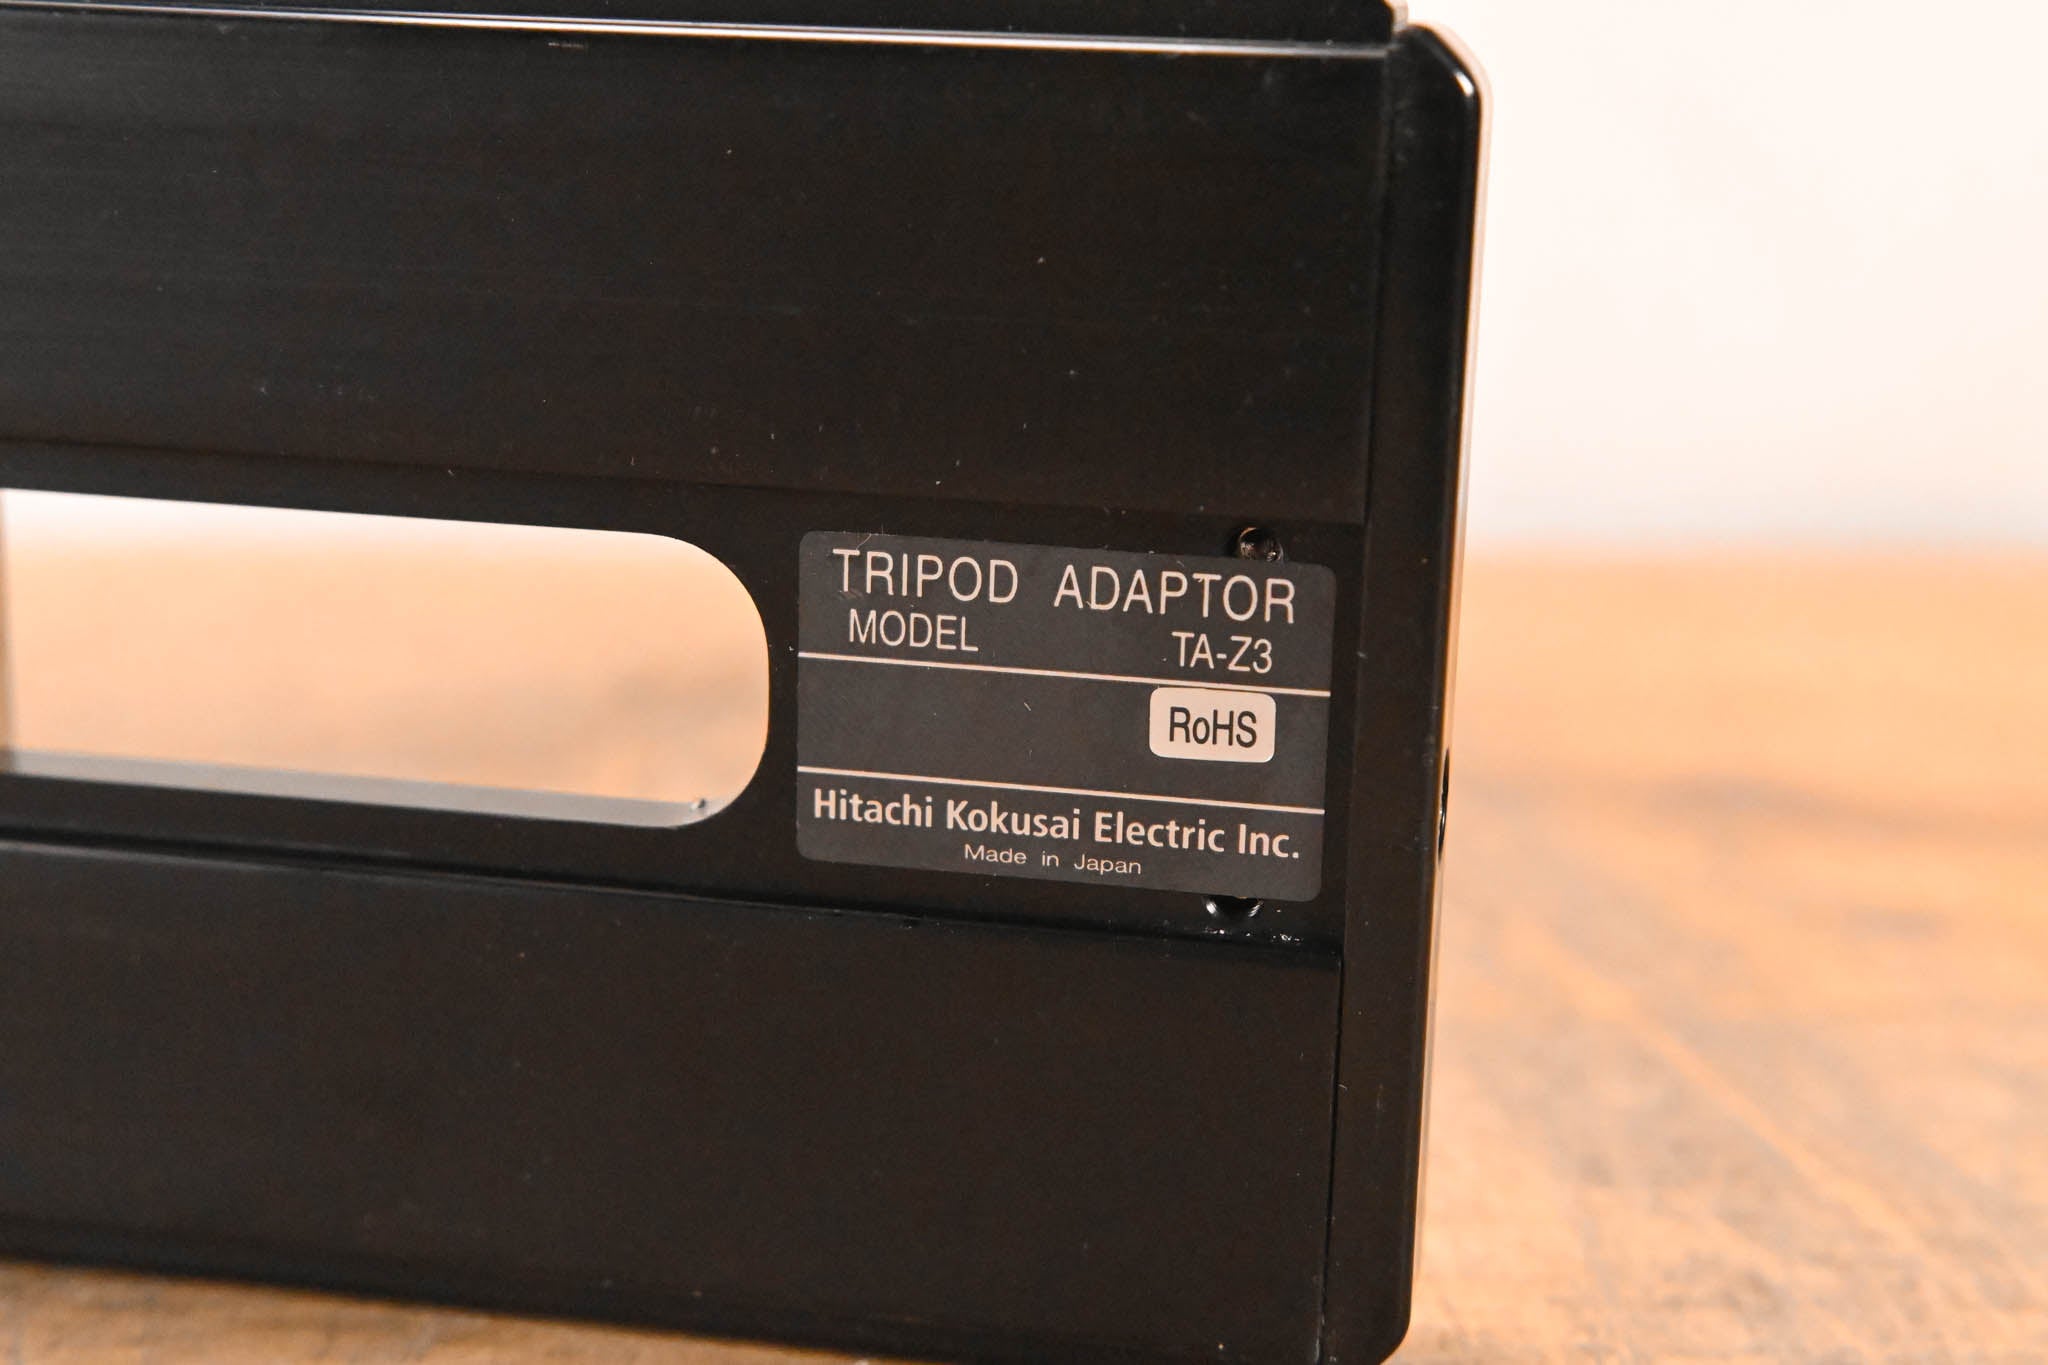 TRIPOD ADAPTOR
MODEL TA-Z3
RoHS
Hitachi Kokusai Electric Inc.
Made in Japan